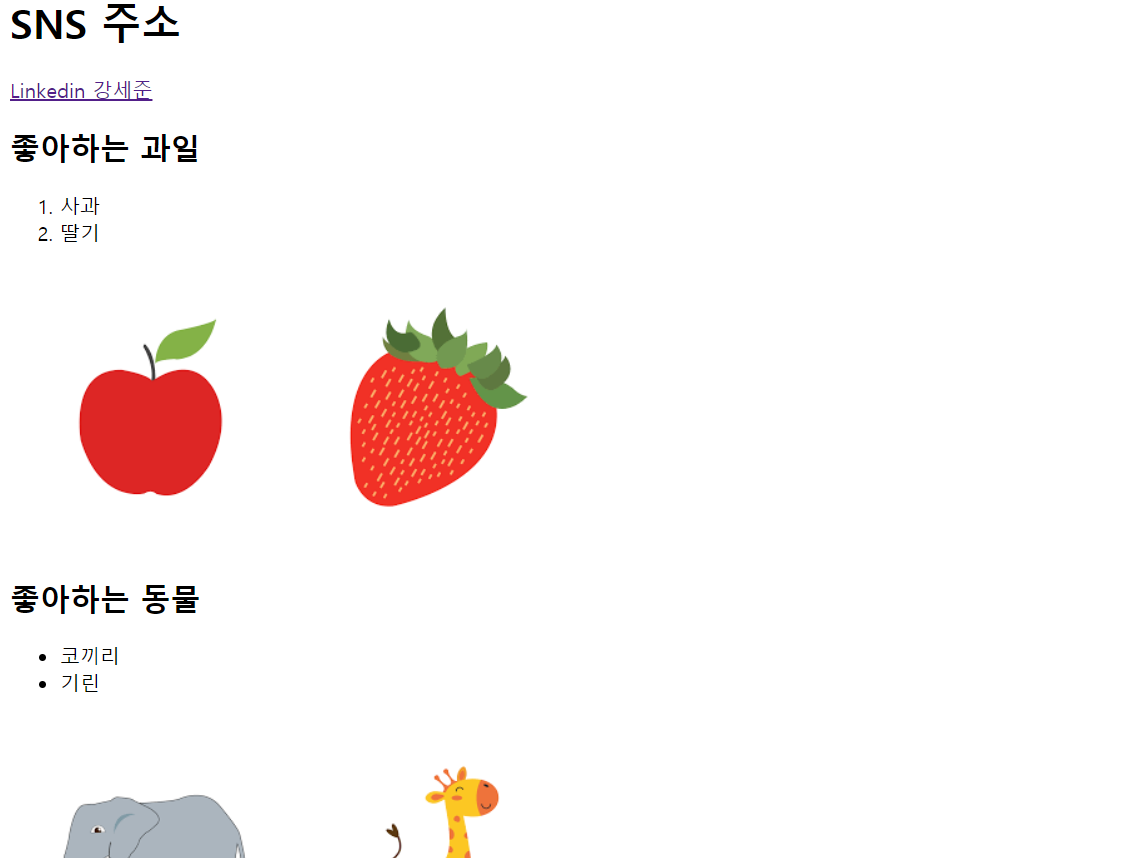 SNS 주소
Linkedin 강세준
좋아하는 과일
1. 사과
2. 딸기
좋아하는 동물
• 코끼리
• 기린